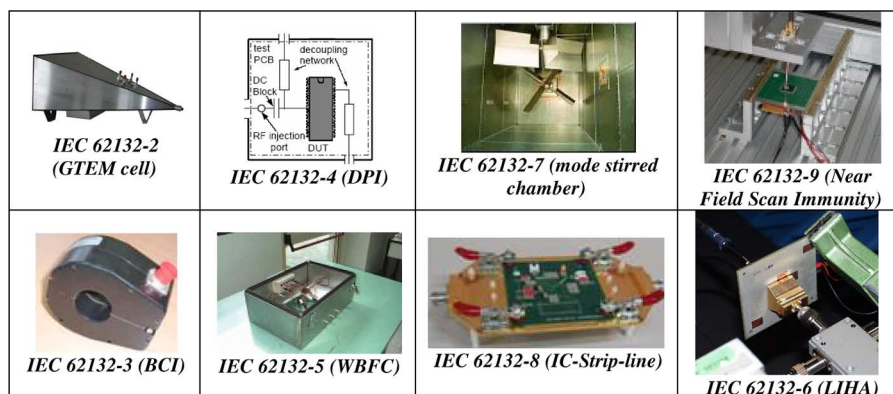 IEC 62132-2
(GTEM cell)
test
PCB
decoupling
network
DC
Block
RF injection
port
DUT
IEC 62132-4 (DPI)
IEC 62132-7 (mode stirred
chamber)
IEC 62132-9 (Near
Field Scan Immunity)
IEC 62132-3 (BCI)
IEC 62132-5 (WBFC)
IEC 62132-8 (IC-Strip-line)
IEC 62132-6 (LIHA)